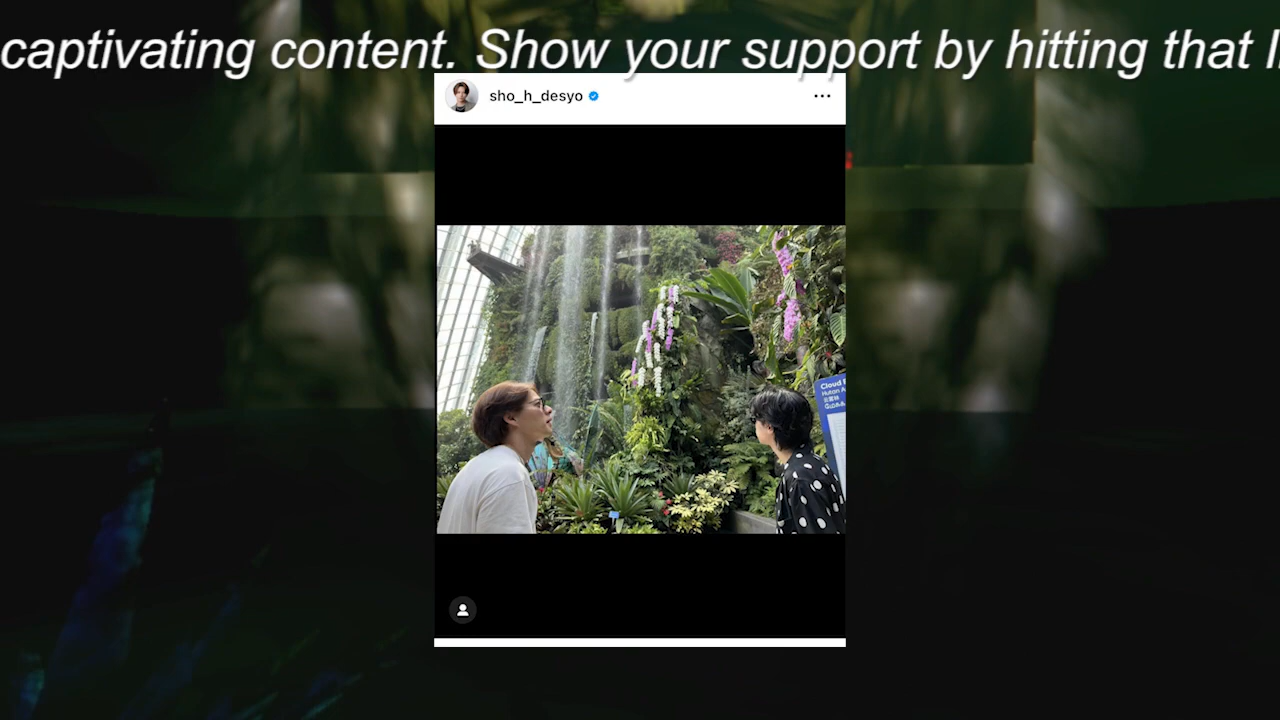 captivating content. Show your support by hitting that
sho_h_desyo
Cloud